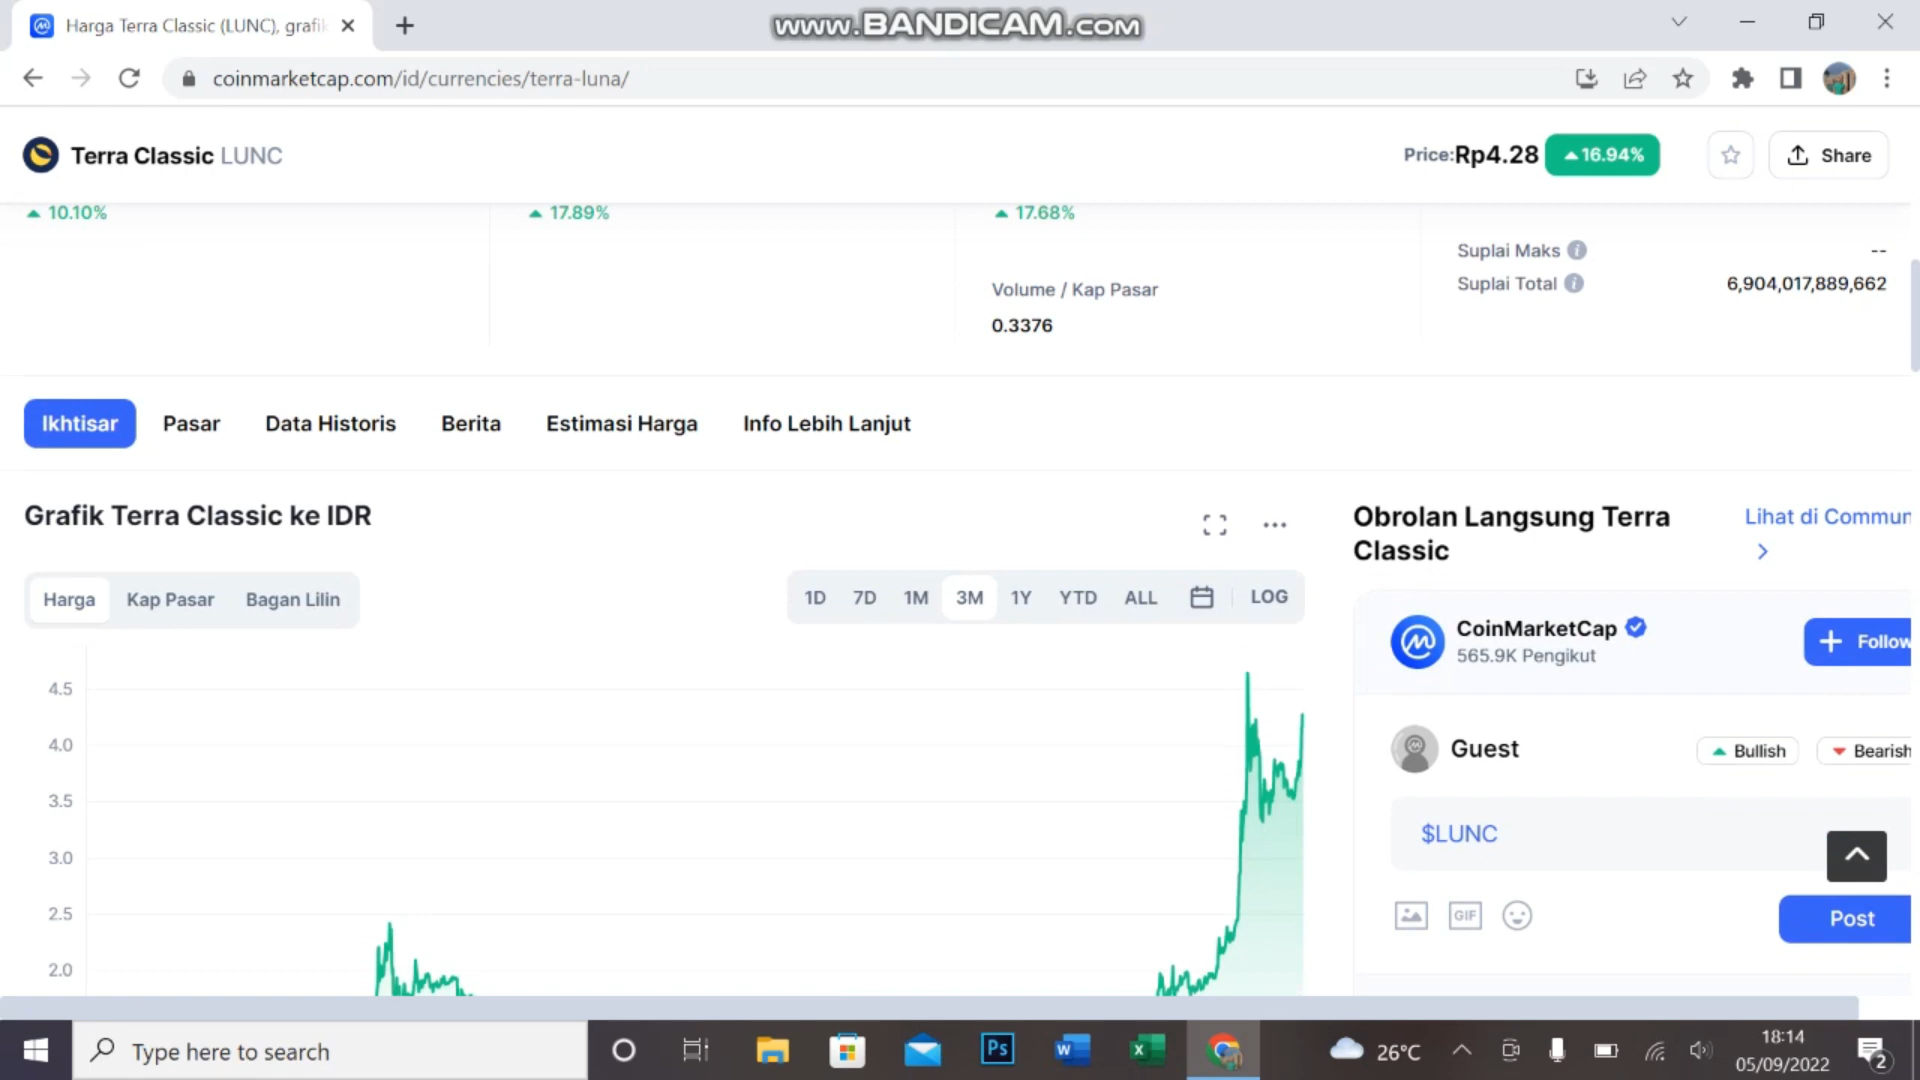 Harga Terra Classic (LUNC), grafik
www.BANDICAM.com
coinmarketcap.com/id/currencies/terra-luna/
Terra Classic LUNC
Price:Rp4.28 16.94%
Share
10.10%
17.89%
17.68%
Volume / Kap Pasar
0.3376
Suplai Maks --
Suplai Total 6,904,017,889,662
Ikhtisar Pasar Data Historis Berita Estimasi Harga Info Lebih Lanjut
Grafik Terra Classic ke IDR
Harga Kap Pasar Bagan Lilin
1D 7D 1M 3M 1Y YTD ALL LOG
4.5
4.0
3.5
3.0
2.5
2.0
Obrolan Langsung Terra
Classic
Lihat di Commun
CoinMarketCap
565.9K Pengikut
Follow
Guest
Bullish
Bearish
$LUNC
GIF
Post
Type here to search
Ps
W
X
26°C
18:14
05/09/2022
2